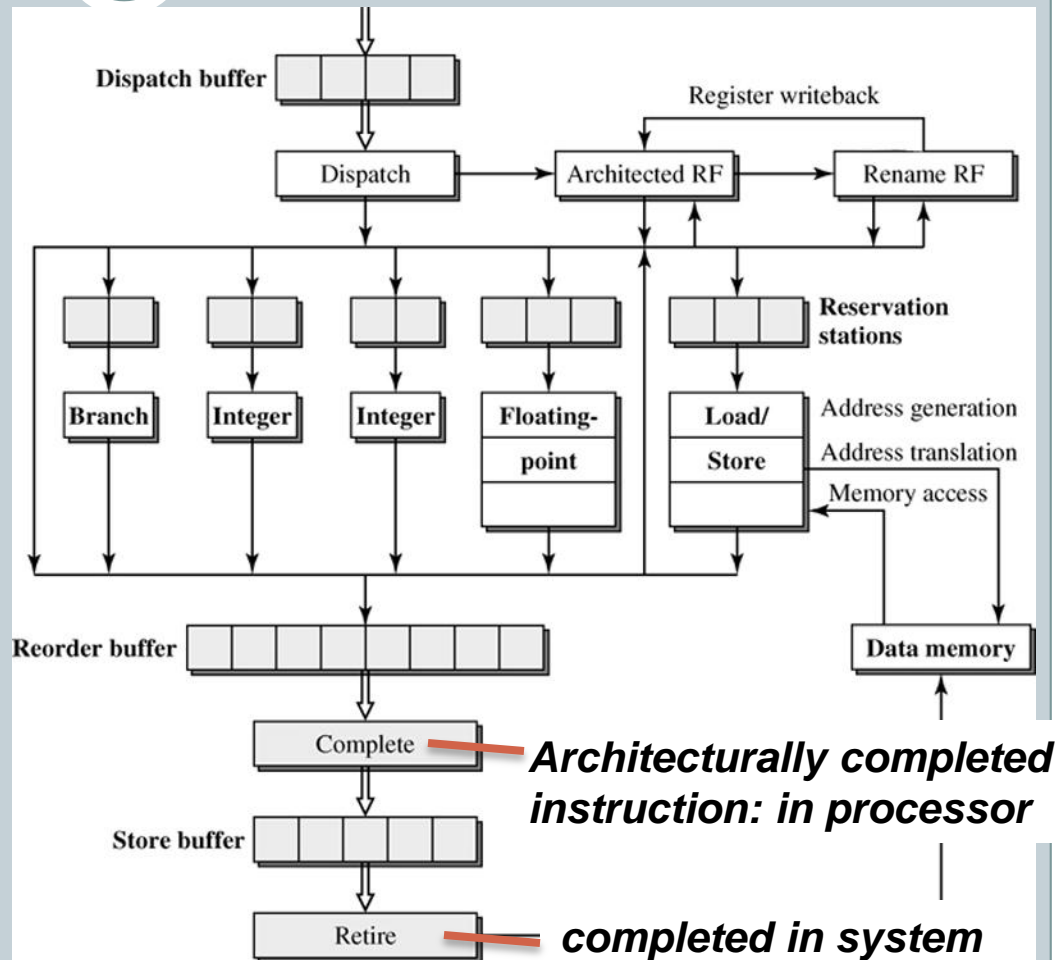 Dispatch buffer
Register writeback
Dispatch
Architected RF
Rename RF
Reservation
stations
Branch
Integer
Integer
Floating-
point
Load/
Store
Address generation
Address translation
Memory access
Reorder buffer
Data memory
Complete
Architecturally completed
instruction: in processor
Store buffer
Retire
completed in system